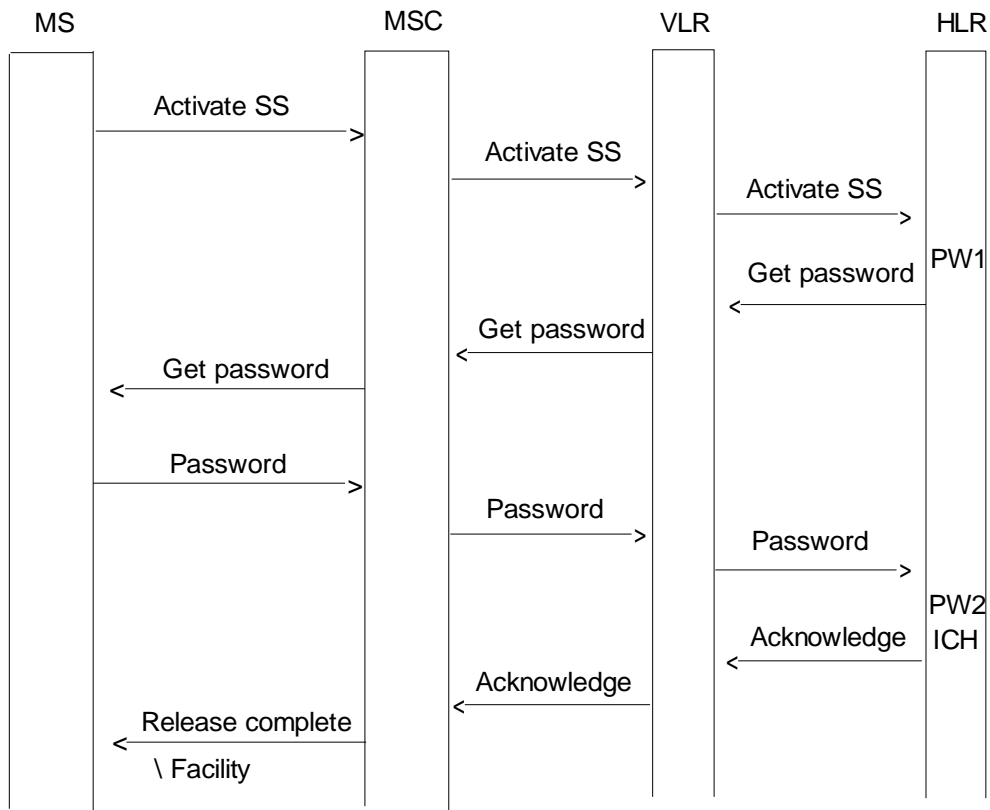 MS MSC VLR HLR
Activate SS
Activate SS
Activate SS
PW1
Get password
Get password
Get password
Password
Password
Password
PW2
Acknowledge ICH
Acknowledge
Release complete
\ Facility